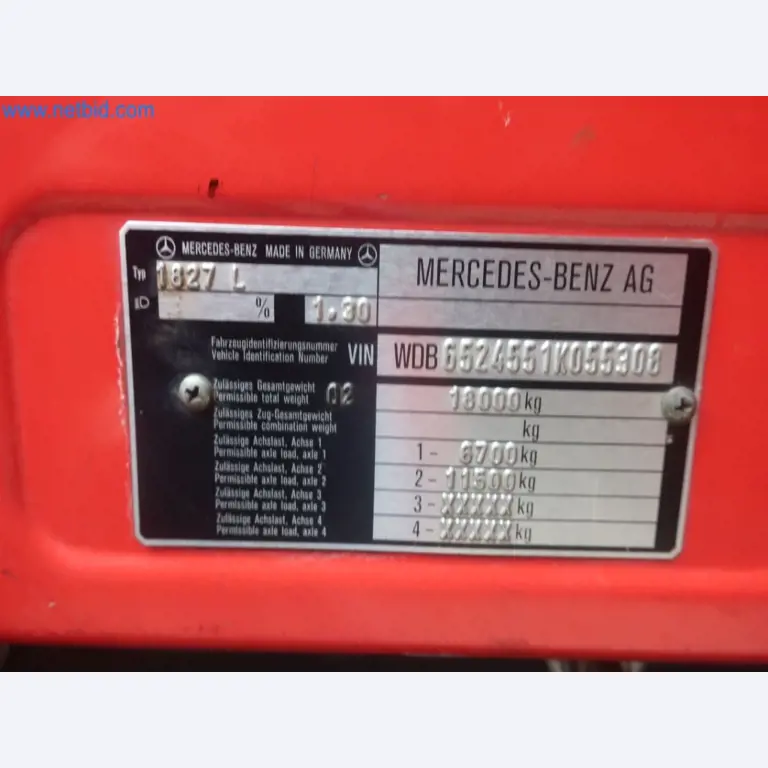 www.netbid.com
MERCEDES-BENZ MADE IN GERMANY
Typ 1827 L
MERCEDES-BENZ AG
% 1.30
Fahrzeugidentifizierungsnummer
Vehicle Identification Number VIN WDB 6524551K055308
Zulässiges Gesamtgewicht
Permissible total weight 02 18000 kg
Zulässiges Zug-Gesamtgewicht
Permissible combination weight kg
Zulässige Achslast, Achse 1
Permissible axle load, axle 1 1 - 6700 kg
Zulässige Achslast, Achse 2
Permissible axle load, axle 2 2 - 11500 kg
Zulässige Achslast, Achse 3
Permissible axle load, axle 3 3 - XXXXX kg
Zulässige Achslast, Achse 4
Permissible axle load, axle 4 4 - XXXXX kg